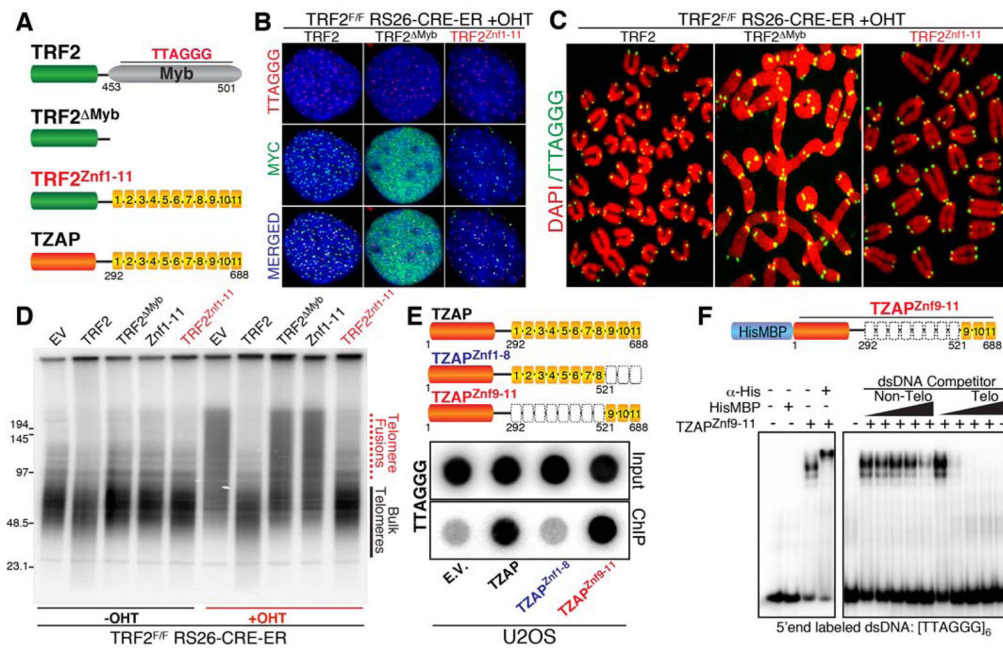 A
TRF2
TTAGGG
Myb
453
501
TRF2ΔMyb
TRF2Znf1-11
1 2 3 4 5 6 7 8 9 10 11
TZAP
1 2 3 4 5 6 7 8 9 10 11
292
688
B
TRF2F/F RS26-CRE-ER +OHT
TRF2
TRF2ΔMyb
TRF2Znf1-11
TTAGGG
MYC
MERGED
C
TRF2F/F RS26-CRE-ER +OHT
TRF2
TRF2ΔMyb
TRF2Znf1-11
DAPI/TTAGGG
D
EV
TRF2
TRF2ΔMyb
Znf1-11
TRF2Znf1-11
EV
TRF2
TRF2ΔMyb
Znf1-11
TRF2Znf1-11
194
145
97
48.5
23.1
Telomere
Fusions
Bulk
Telomeres
-OHT
+OHT
TRF2F/F RS26-CRE-ER
E
TZAP
1 2 3 4 5 6 7 8 9 10 11
1
292
688
TZAPZnf1-8
1 2 3 4 5 6 7 8
1
521
TZAPZnf9-11
9 10 11
1
292
521
688
TTAGGG
Input
ChIP
E.V.
TZAP
TZAPZnf1-8
TZAPZnf9-11
U2OS
F
TZAPZnf9-11
HisMBP
9 10 11
1
292
521
688
α-His
HisMBP
TZAPZnf9-11
- - - +
- + - -
- - + +
dsDNA Competitor
Non-Telo
Telo
- + + + + + + + + + -
5'end labeled dsDNA: [TTAGGG]6